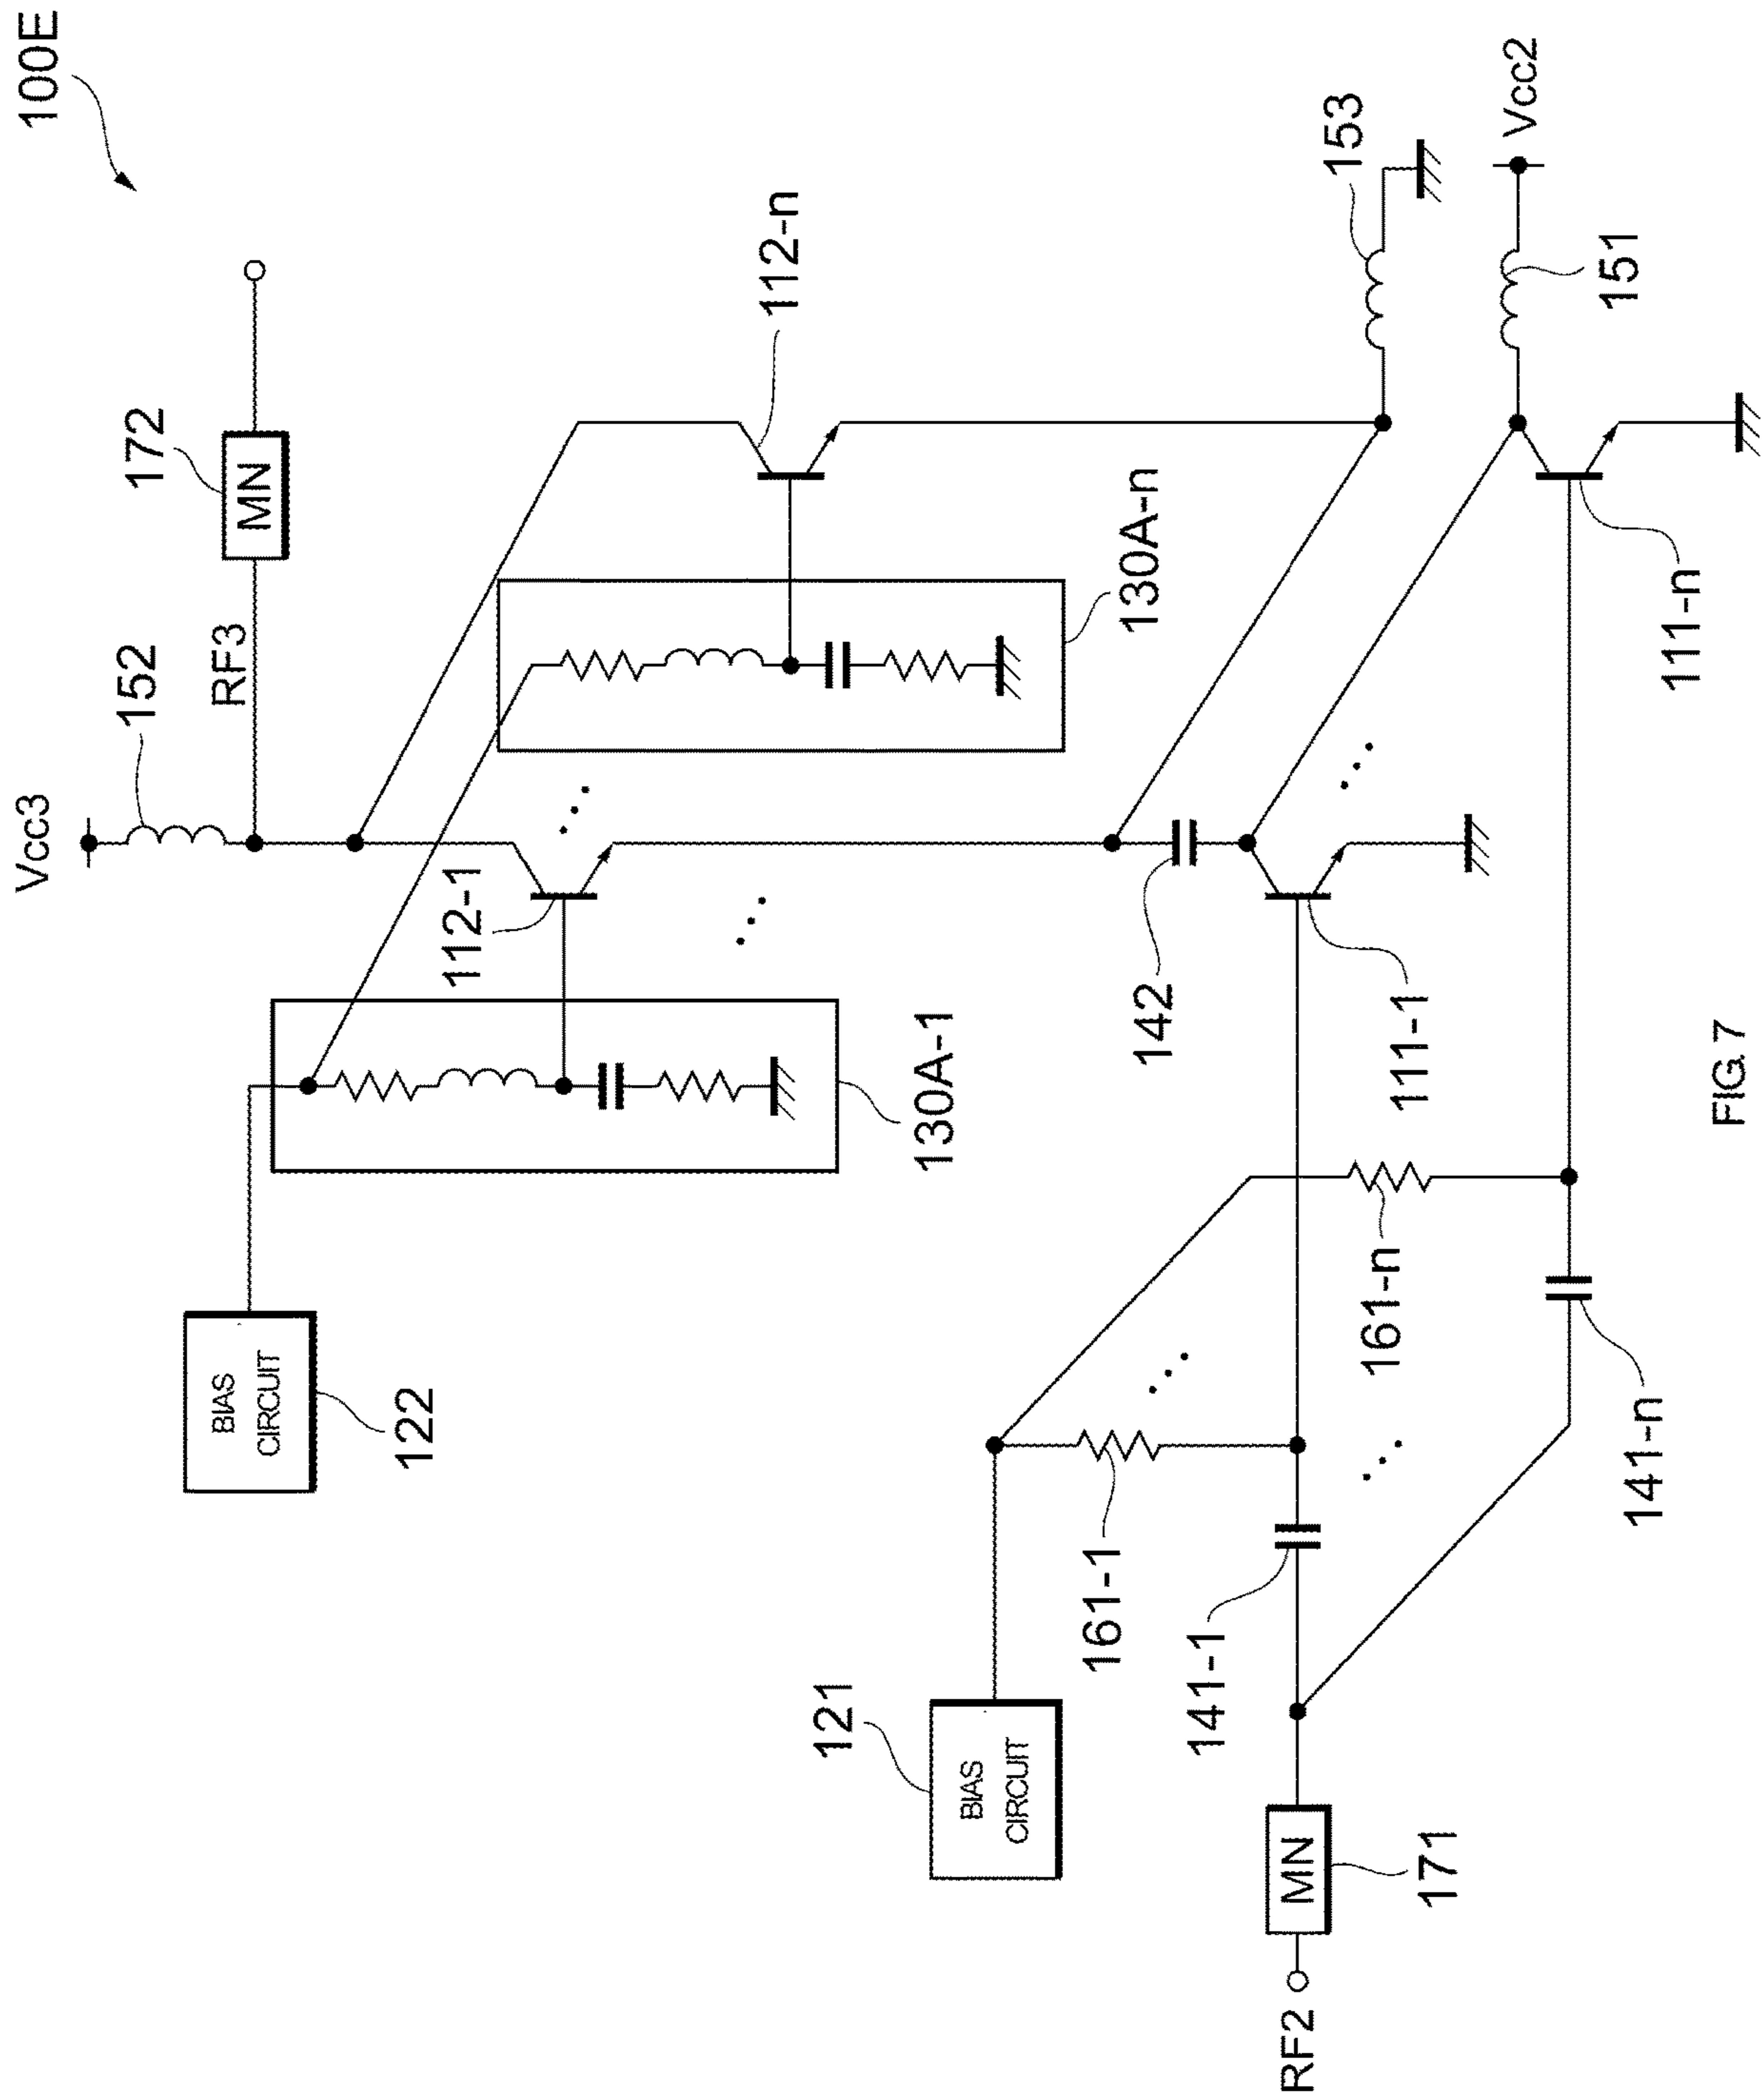 100E
Vcc3
152
RF3
172
MN
112-1
112-n
130A-1
130A-n
BIAS
CIRCUIT
122
153
Vcc2
151
142
111-1
111-n
161-1
161-n
141-1
141-n
121
BIAS
CIRCUIT
MN
171
RF2
FIG.7